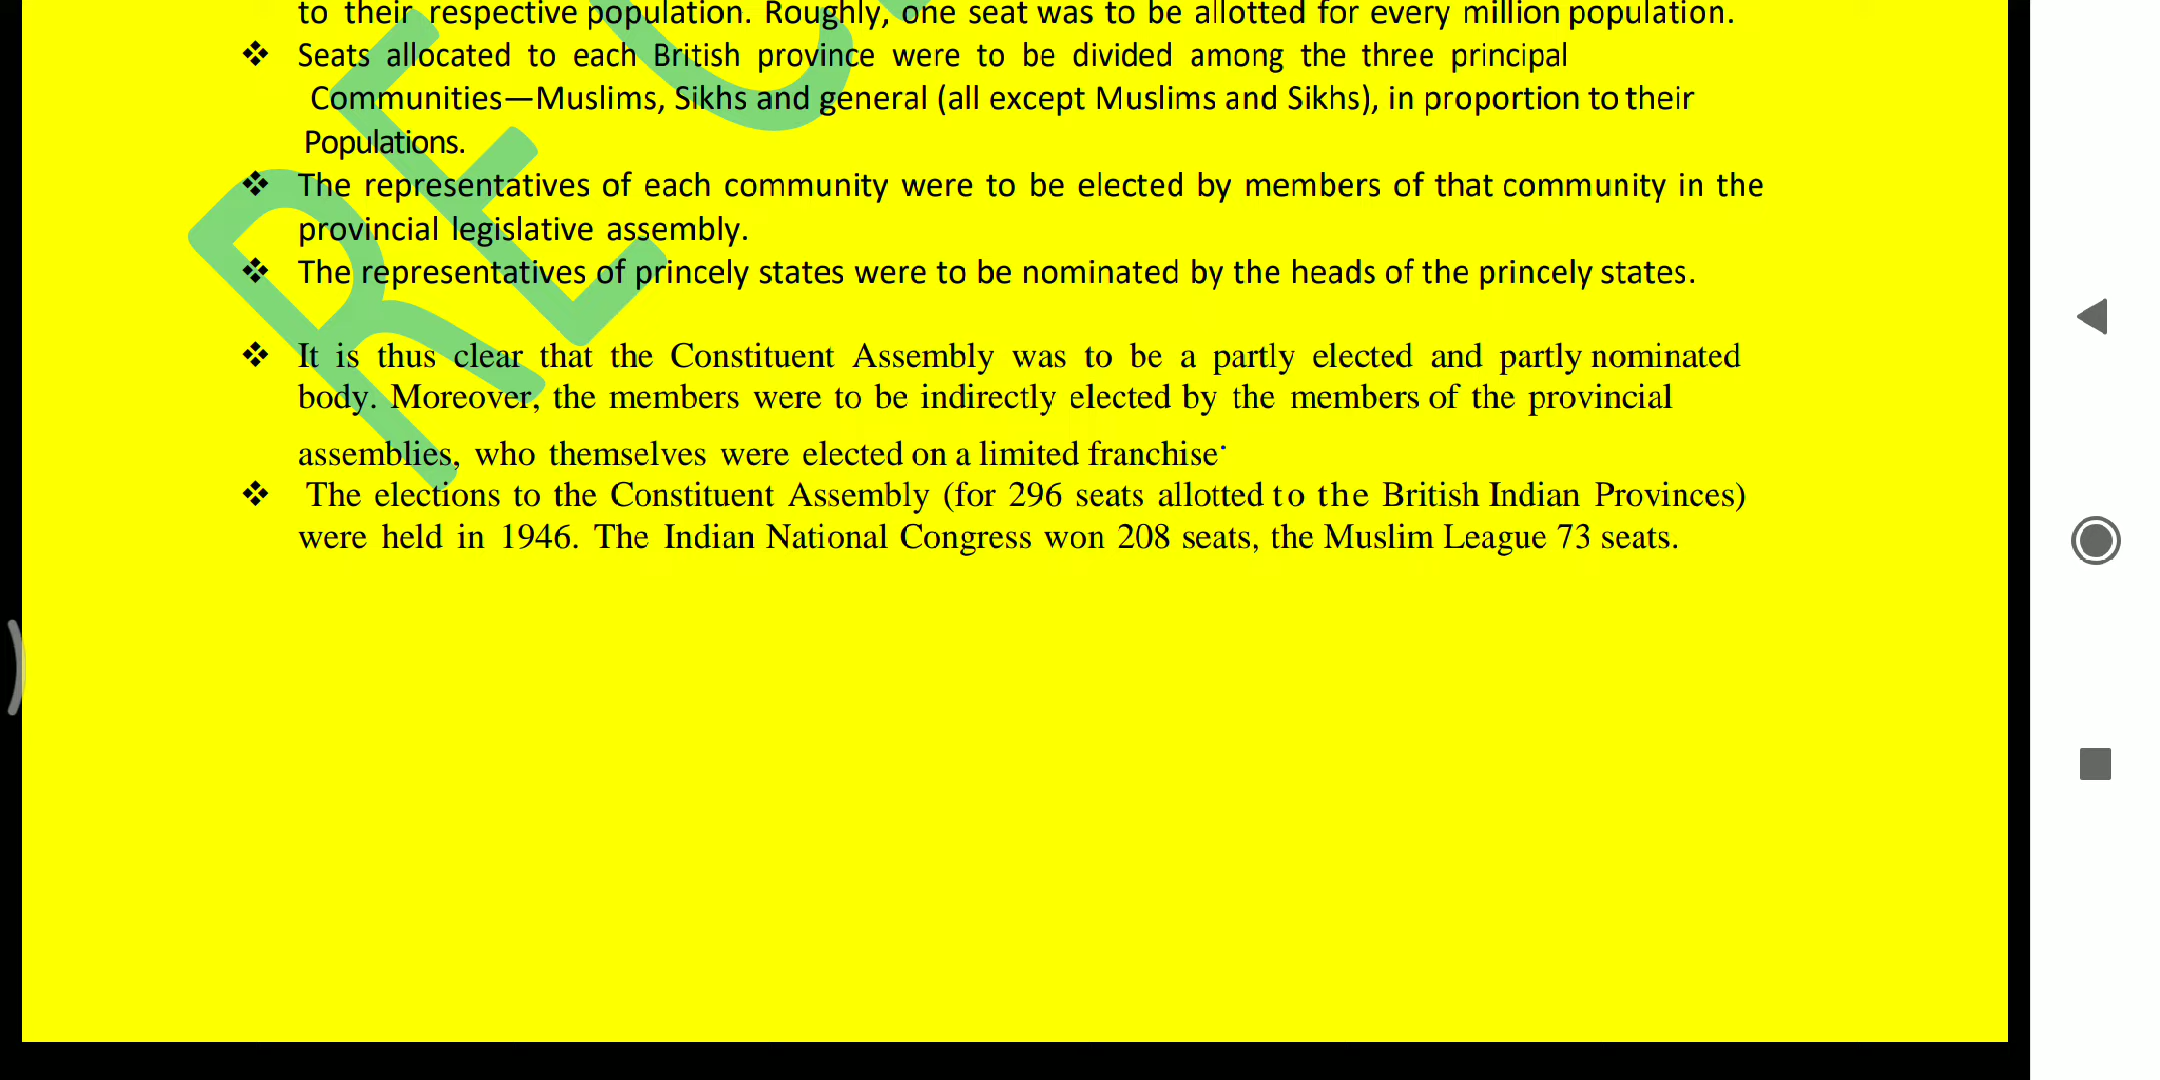 to their respective population. Roughly, one seat was to be allotted for every million population.
❖ Seats allocated to each British province were to be divided among the three principal
Communities—Muslims, Sikhs and general (all except Muslims and Sikhs), in proportion to their
Populations.
❖ The representatives of each community were to be elected by members of that community in the
provincial legislative assembly.
❖ The representatives of princely states were to be nominated by the heads of the princely states.
❖ It is thus clear that the Constituent Assembly was to be a partly elected and partly nominated
body. Moreover, the members were to be indirectly elected by the members of the provincial
assemblies, who themselves were elected on a limited franchise.
❖ The elections to the Constituent Assembly (for 296 seats allotted to the British Indian Provinces)
were held in 1946. The Indian National Congress won 208 seats, the Muslim League 73 seats.